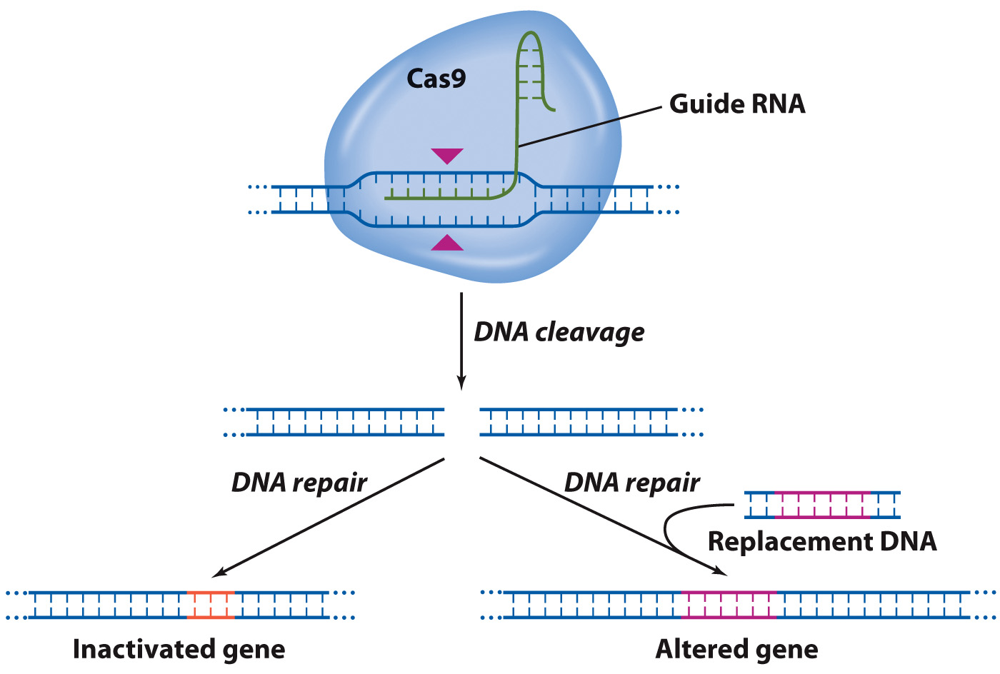 Cas9
Guide RNA
DNA cleavage
DNA repair
DNA repair
Replacement DNA
Inactivated gene
Altered gene